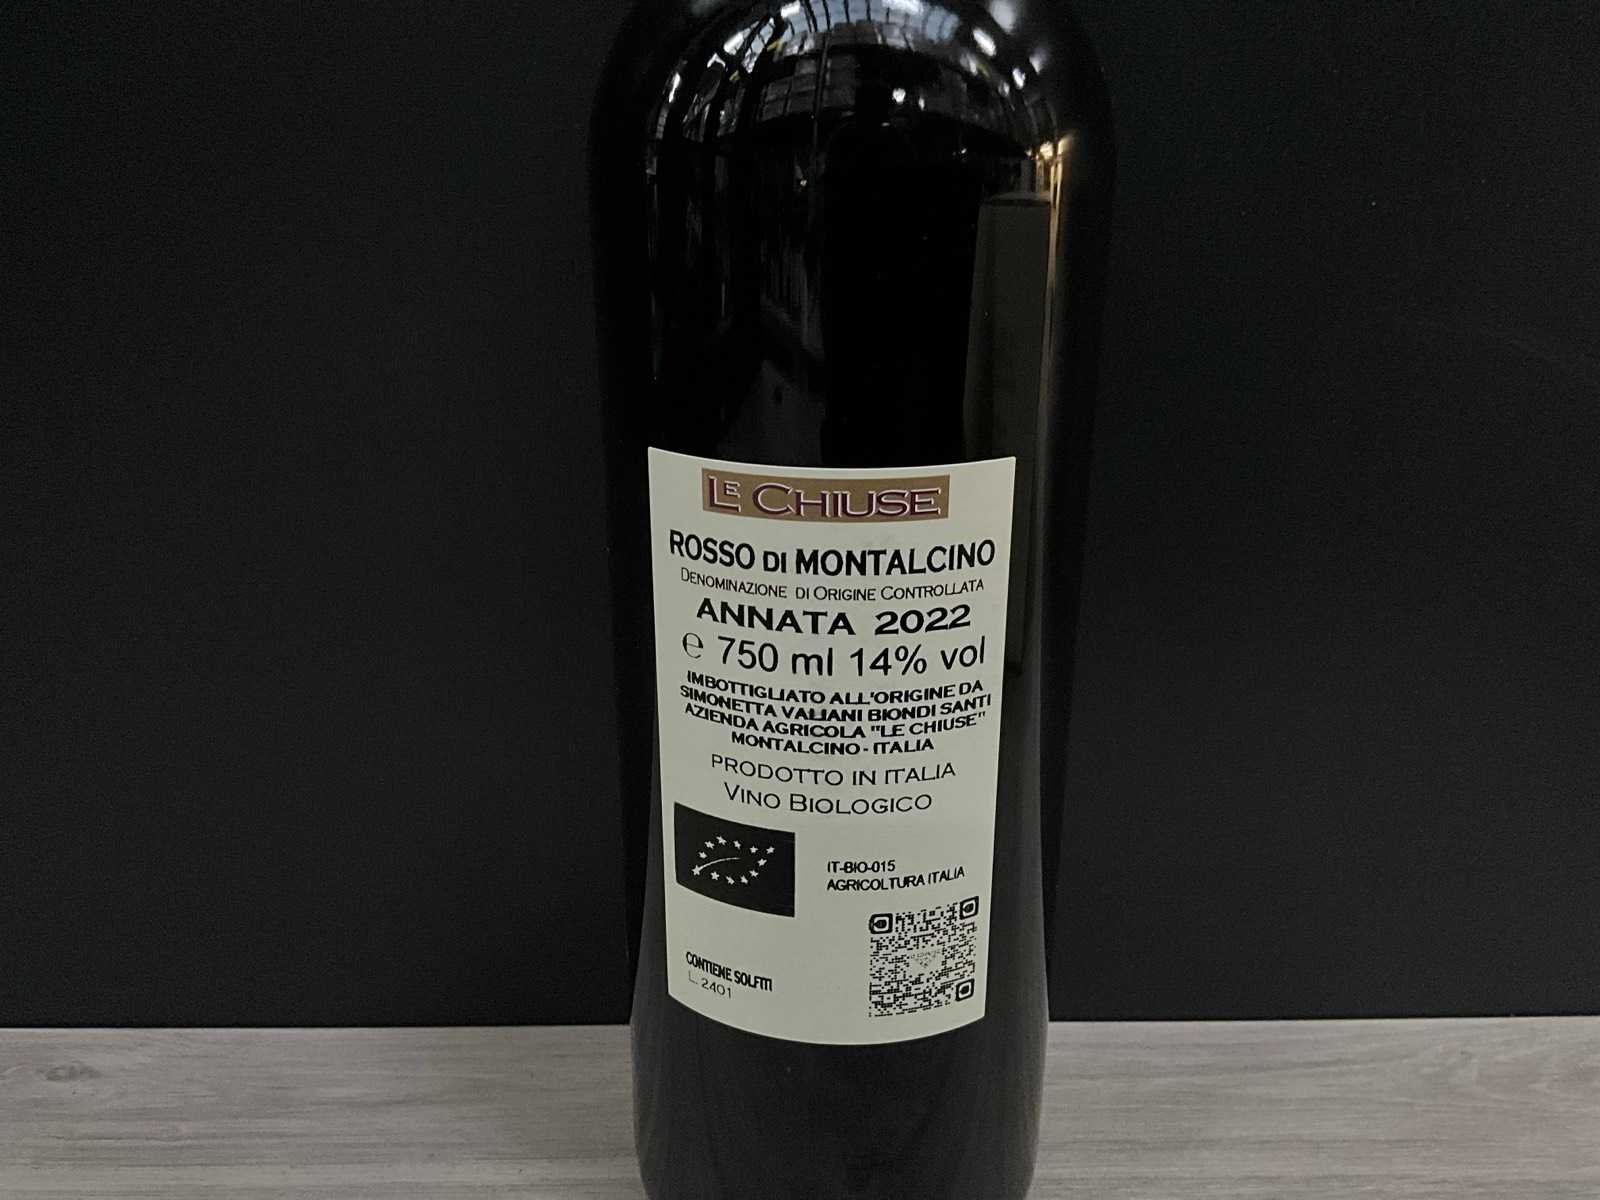 LE CHIUSE
ROSSO DI MONTALCINO
DENOMINAZIONE DI ORIGINE CONTROLLATA
ANNATA 2022
℮ 750 ml 14% vol
IMBOTTIGLIATO ALL'ORIGINE DA
SIMONETTA VALIANI BIONDI SANTI
AZIENDA AGRICOLA "LE CHIUSE"
MONTALCINO - ITALIA
PRODOTTO IN ITALIA
VINO BIOLOGICO
IT-BIO-015
AGRICOLTURA ITALIA
CONTIENE SOLFITI
L. 2401